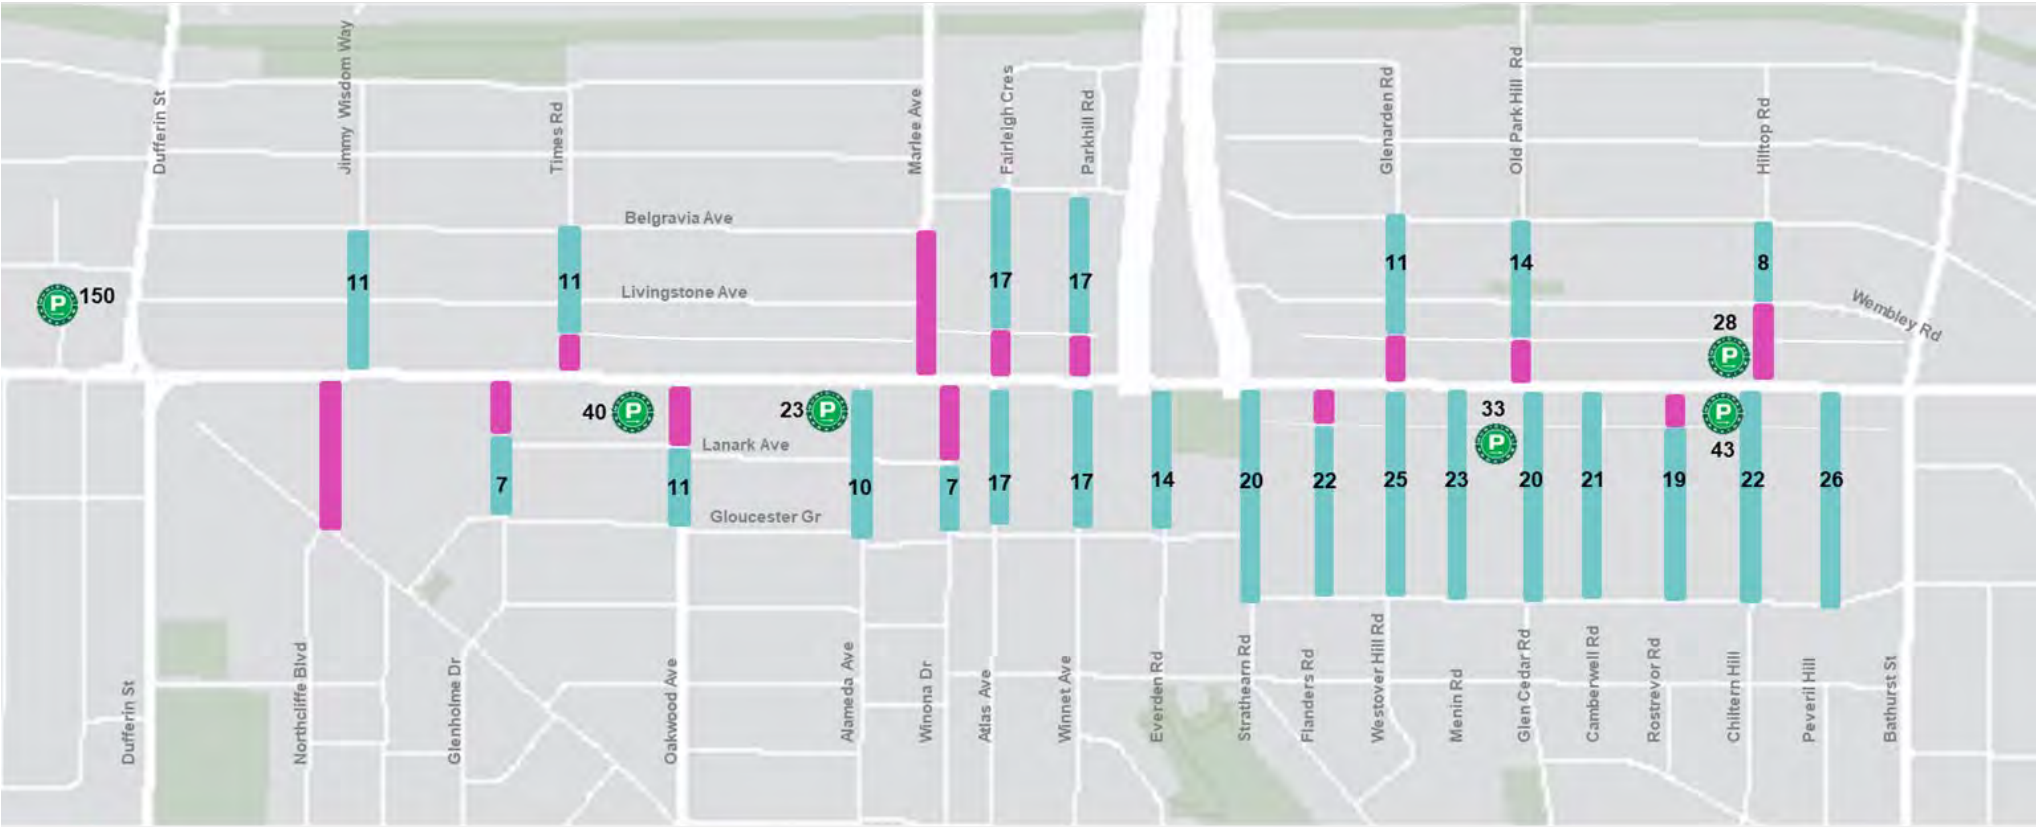 Dufferin St
Jimmy Wisdom Way
Times Rd
Marlee Ave
Fairleigh Cres
Parkhill Rd
Glenarden Rd
Old Park Hill Rd
Hilltop Rd
Belgravia Ave
Livingstone Ave
Wembley Rd
P 150
11
11
17
17
11
14
8
28
P
40 P
23 P
33
P
P
43
Lanark Ave
Gloucester Gr
7
11
10
7
17
17
14
20
22
25
23
20
21
19
22
26
Dufferin St
Northcliffe Blvd
Glenholme Dr
Oakwood Ave
Alameda Ave
Winona Dr
Atlas Ave
Winnet Ave
Everden Rd
Strathearn Rd
Flanders Rd
Westover Hill Rd
Menin Rd
Glen Cedar Rd
Camberwell Rd
Rostrevor Rd
Chiltern Hill
Peveril Hill
Bathurst St